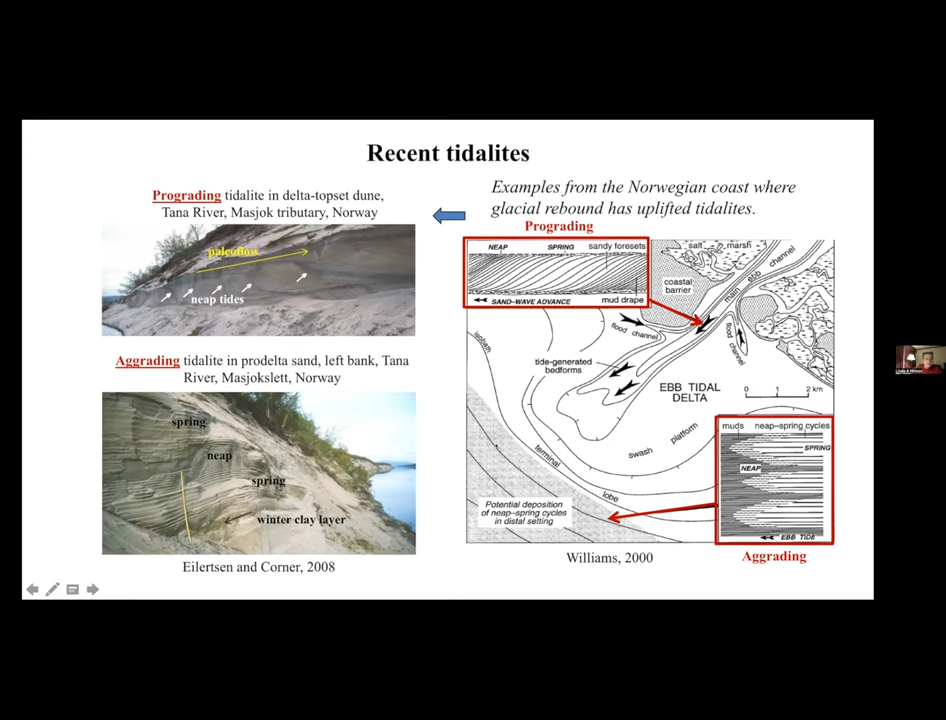 Recent tidalites
Prograding tidalite in delta-topset dune,
Tana River, Masjok tributary, Norway
paleoflow
neap tides
Aggrading tidalite in prodelta sand, left bank, Tana
River, Masjokslett, Norway
spring
neap
spring
winter clay layer
Eilertsen and Corner, 2008
Examples from the Norwegian coast where
glacial rebound has uplifted tidalites.
Prograding
NEAP SPRING sandy foresets
SAND-WAVE ADVANCE mud drape
salt marsh
coastal
barrier
main ebb channel
flood channel
flood channel
tide-generated
bedforms
EBB TIDAL
DELTA
0 1 2 km
swash platform
terminal lobe
Potential deposition
of neap-spring cycles
in distal setting
muds neap-spring cycles
SPRING
NEAP
EBB TIDE
Williams, 2000
Aggrading